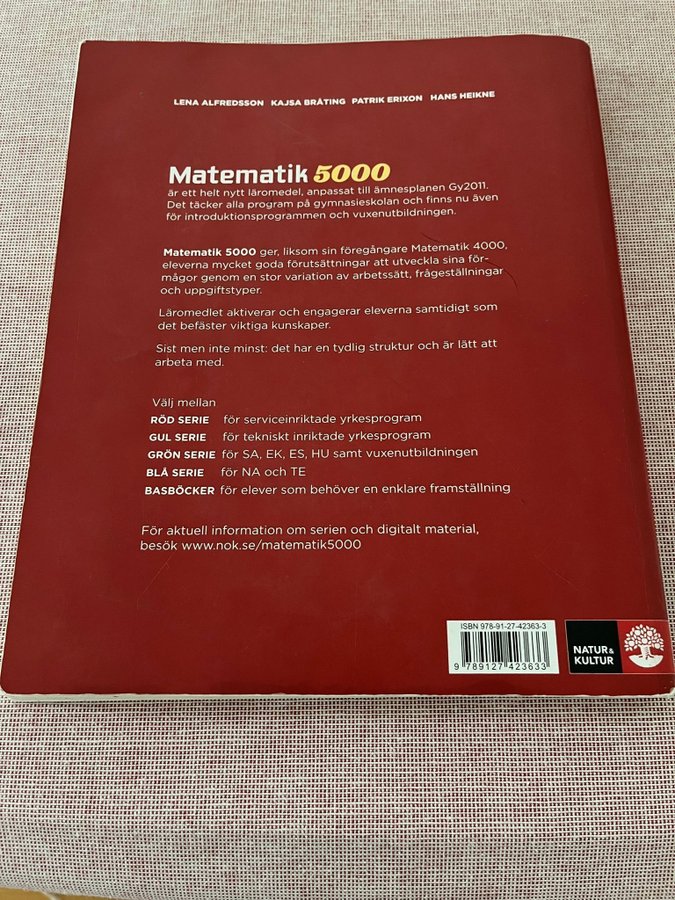 LENA ALFREDSSON KAJSA BRÅTING PATRIK ERIXON HANS HEIKNE
Matematik 5000
är ett helt nytt läromedel, anpassat till ämnesplanen Gy2011.
Det täcker alla program på gymnasieskolan och finns nu även
för introduktionsprogrammen och vuxenutbildningen.
Matematik 5000 ger, liksom sin föregångare Matematik 4000,
eleverna mycket goda förutsättningar att utveckla sina för-
mågor genom en stor variation av arbetssätt, frågeställningar
och uppgiftstyper.
Läromedlet aktiverar och engagerar eleverna samtidigt som
det befäster viktiga kunskaper.
Sist men inte minst: det har en tydlig struktur och är lätt att
arbeta med.
Välj mellan
RÖD SERIE för serviceinriktade yrkesprogram
GUL SERIE för tekniskt inriktade yrkesprogram
GRÖN SERIE för SA, EK, ES, HU samt vuxenutbildningen
BLÅ SERIE för NA och TE
BASBÖCKER för elever som behöver en enklare framställning
För aktuell information om serien och digitalt material,
besök www.nok.se/matematik5000
ISBN 978-91-27-42363-3
9 789127 423633
NATUR &
KULTUR